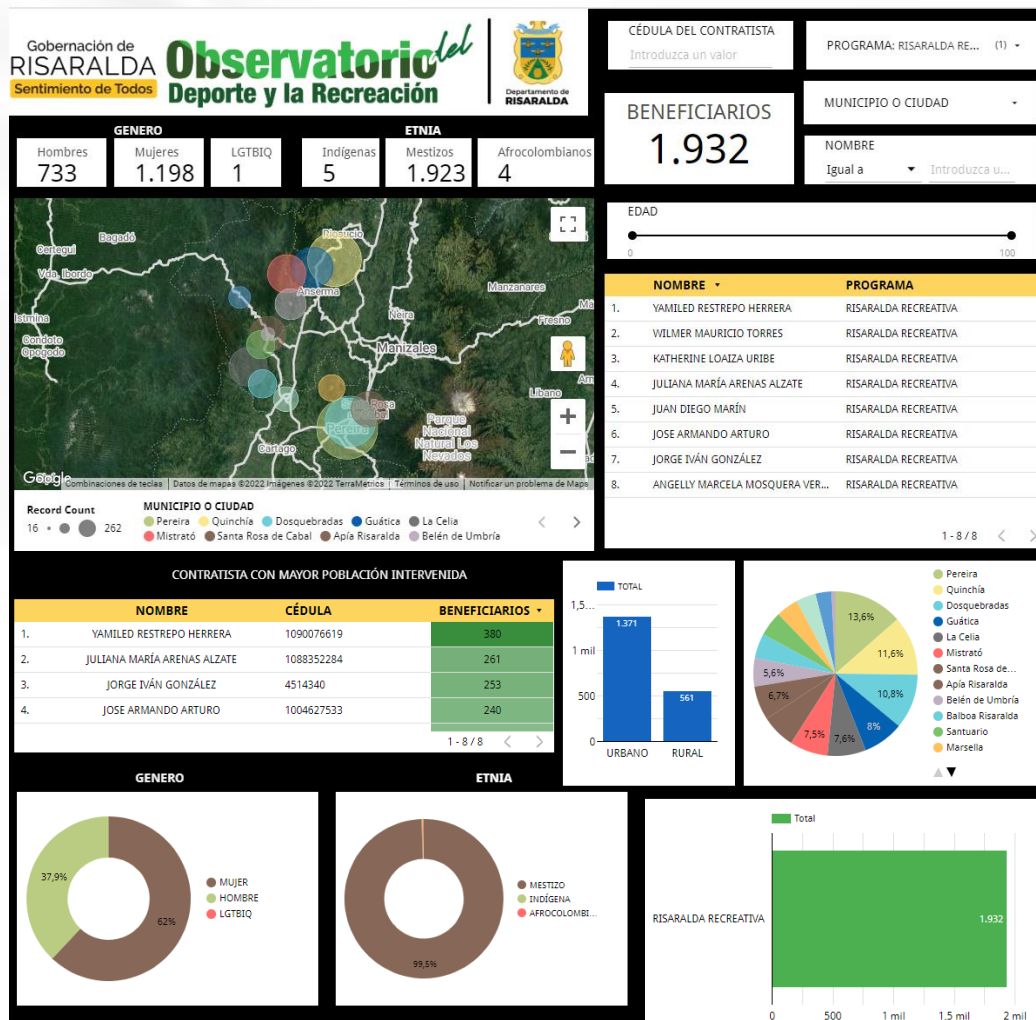 Gobernación de
RISARALDA
Sentimiento de Todos
Observatorio del
Deporte y la Recreación
Departamento de
RISARALDA
CÉDULA DEL CONTRATISTA
Introduzca un valor
PROGRAMA: RISARALDA RE... (1)
BENEFICIARIOS
1.932
MUNICIPIO O CIUDAD
NOMBRE
Igual a Introduzca u...
GENERO
Hombres
733
Mujeres
1.198
LGTBIQ
1
ETNIA
Indígenas
5
Mestizos
1.923
Afrocolombianos
4
EDAD
0 100
Riosucio
Bagadó
Certegui
Vda. Ibordo
Anserma
Manzanares
Istmina
Neira
Fresno
Condoto
Opogodo
Manizales
Líbano
Pereira
Parque
Nacional
Natural Los
Nevados
Cartago
Google
Combinaciones de teclas
Datos de mapas ©2022 Imágenes ©2022 TerraMetrics
Términos de uso
Notificar un problema de Maps
Record Count
16 262
MUNICIPIO O CIUDAD
Pereira Quinchía Dosquebradas Guática La Celia
Mistrató Santa Rosa de Cabal Apía Risaralda Belén de Umbría
NOMBRE PROGRAMA
1. YAMILED RESTREPO HERRERA RISARALDA RECREATIVA
2. WILMER MAURICIO TORRES RISARALDA RECREATIVA
3. KATHERINE LOAIZA URIBE RISARALDA RECREATIVA
4. JULIANA MARÍA ARENAS ALZATE RISARALDA RECREATIVA
5. JUAN DIEGO MARÍN RISARALDA RECREATIVA
6. JOSE ARMANDO ARTURO RISARALDA RECREATIVA
7. JORGE IVÁN GONZÁLEZ RISARALDA RECREATIVA
8. ANGELLY MARCELA MOSQUERA VER... RISARALDA RECREATIVA
1 - 8 / 8
CONTRATISTA CON MAYOR POBLACIÓN INTERVENIDA
NOMBRE CÉDULA BENEFICIARIOS
1. YAMILED RESTREPO HERRERA 1090076619 380
2. JULIANA MARÍA ARENAS ALZATE 1088352284 261
3. JORGE IVÁN GONZÁLEZ 4514340 253
4. JOSE ARMANDO ARTURO 1004627533 240
1 - 8 / 8
TOTAL
1,5...
1 mil
500
0
1.371
561
URBANO RURAL
13,6%
11,6%
10,8%
8%
7,6%
7,5%
6,7%
5,6%
Pereira
Quinchía
Dosquebradas
Guática
La Celia
Mistrató
Santa Rosa de...
Apía Risaralda
Belén de Umbría
Balboa Risaralda
Santuario
Marsella
GENERO
37,9%
62%
MUJER
HOMBRE
LGTBIQ
ETNIA
99,5%
MESTIZO
INDÍGENA
AFROCOLOMBI...
Total
RISARALDA RECREATIVA
1.932
0 500 1 mil 1.5 mil 2 mil